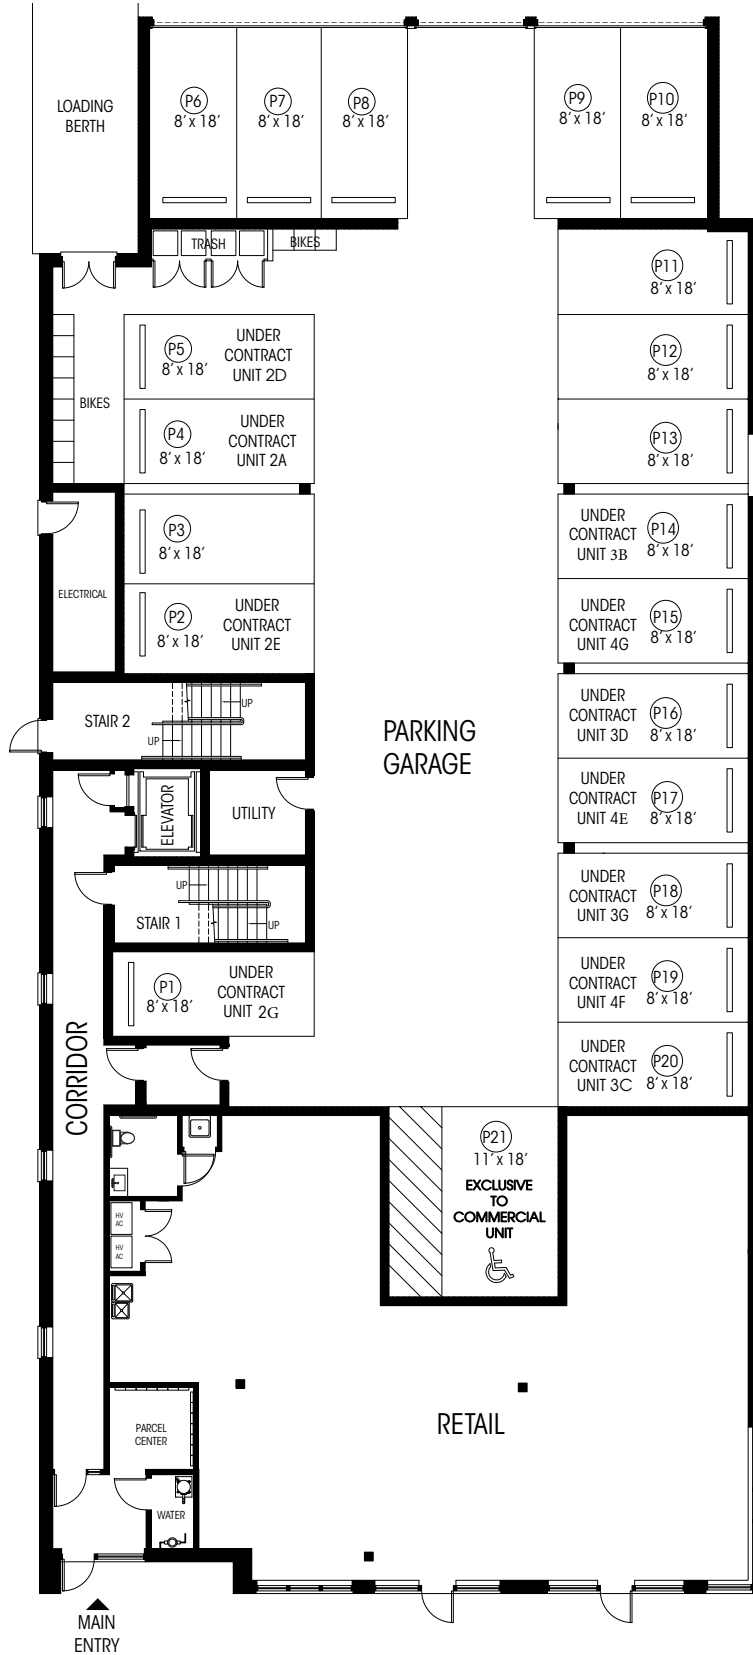 LOADING
BERTH
P6
8' x 18'
P7
8' x 18'
P8
8' x 18'
P9
8' x 18'
P10
8' x 18'
TRASH
BIKES
P11
8' x 18'
P5
8' x 18'
UNDER
CONTRACT
UNIT 2D
P12
8' x 18'
BIKES
P4
8' x 18'
UNDER
CONTRACT
UNIT 2A
P13
8' x 18'
P3
8' x 18'
UNDER
CONTRACT
UNIT 3B
P14
8' x 18'
ELECTRICAL
P2
8' x 18'
UNDER
CONTRACT
UNIT 2E
UNDER
CONTRACT
UNIT 4G
P15
8' x 18'
STAIR 2
UP
UP
PARKING
GARAGE
UNDER
CONTRACT
UNIT 3D
P16
8' x 18'
ELEVATOR
UTILITY
UNDER
CONTRACT
UNIT 4E
P17
8' x 18'
UP
STAIR 1
UP
UNDER
CONTRACT
UNIT 3G
P18
8' x 18'
P1
8' x 18'
UNDER
CONTRACT
UNIT 2G
UNDER
CONTRACT
UNIT 4F
P19
8' x 18'
CORRIDOR
UNDER
CONTRACT
UNIT 3C
P20
8' x 18'
P21
11' x 18'
EXCLUSIVE
TO
COMMERCIAL
UNIT
HV
AC
HV
AC
RETAIL
PARCEL
CENTER
WATER
MAIN
ENTRY